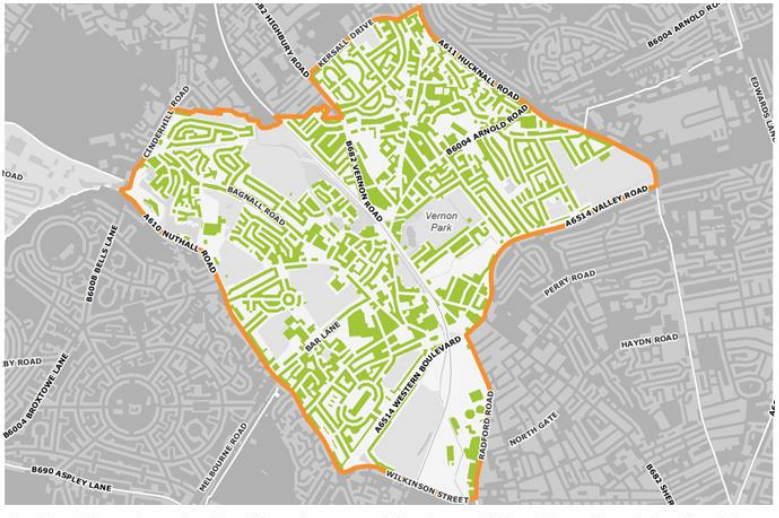 B682 HIGHBURY ROAD
KERSALL DRIVE
A611 HUCKNALL ROAD
B6004 ARNOLD
EDWARDS LANE
CINDERHILL ROAD
B6004 ARNOLD ROAD
B682 VERNON ROAD
ROAD
BAGNALL ROAD
Vernon
Park
A6514 VALLEY ROAD
A610 NUTHALL ROAD
B6008 BELLS LANE
PERRY ROAD
BAR LANE
HAYDN ROAD
BY ROAD
A6514 WESTERN BOULEVARD
B6004 BROXTOWE LANE
RADFORD ROAD
NORTH GATE
MELBOURNE ROAD
B690 ASPLEY LANE
WILKINSON STREET
B682 SHER